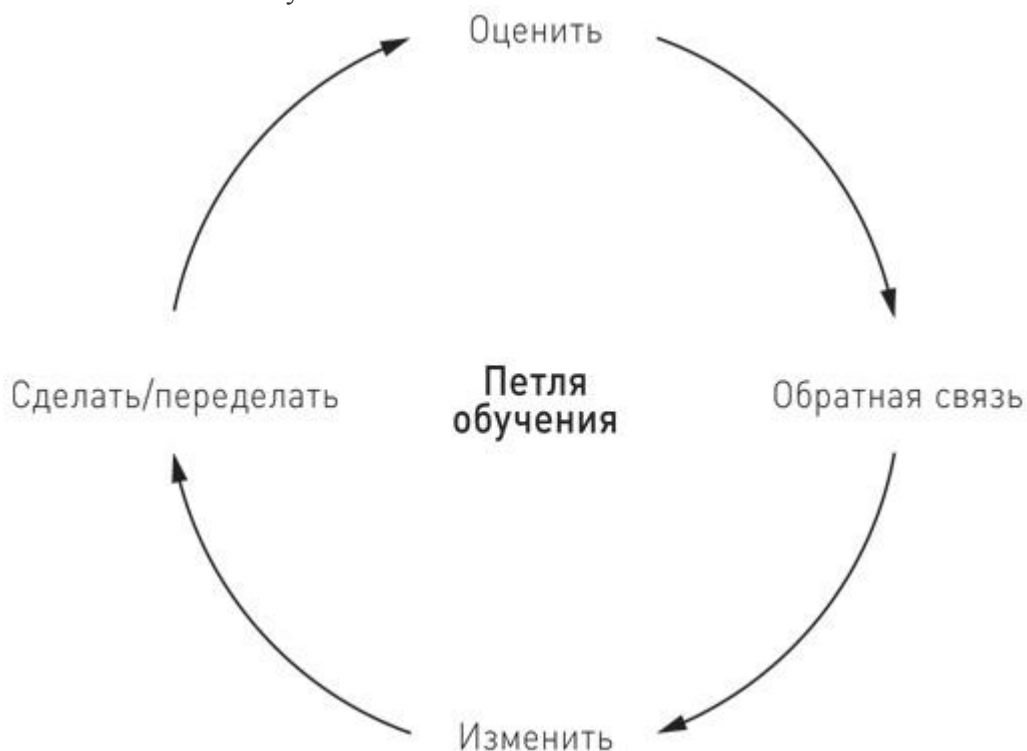 Оценить
Сделать/переделать
Петля
обучения
Обратная связь
Изменить